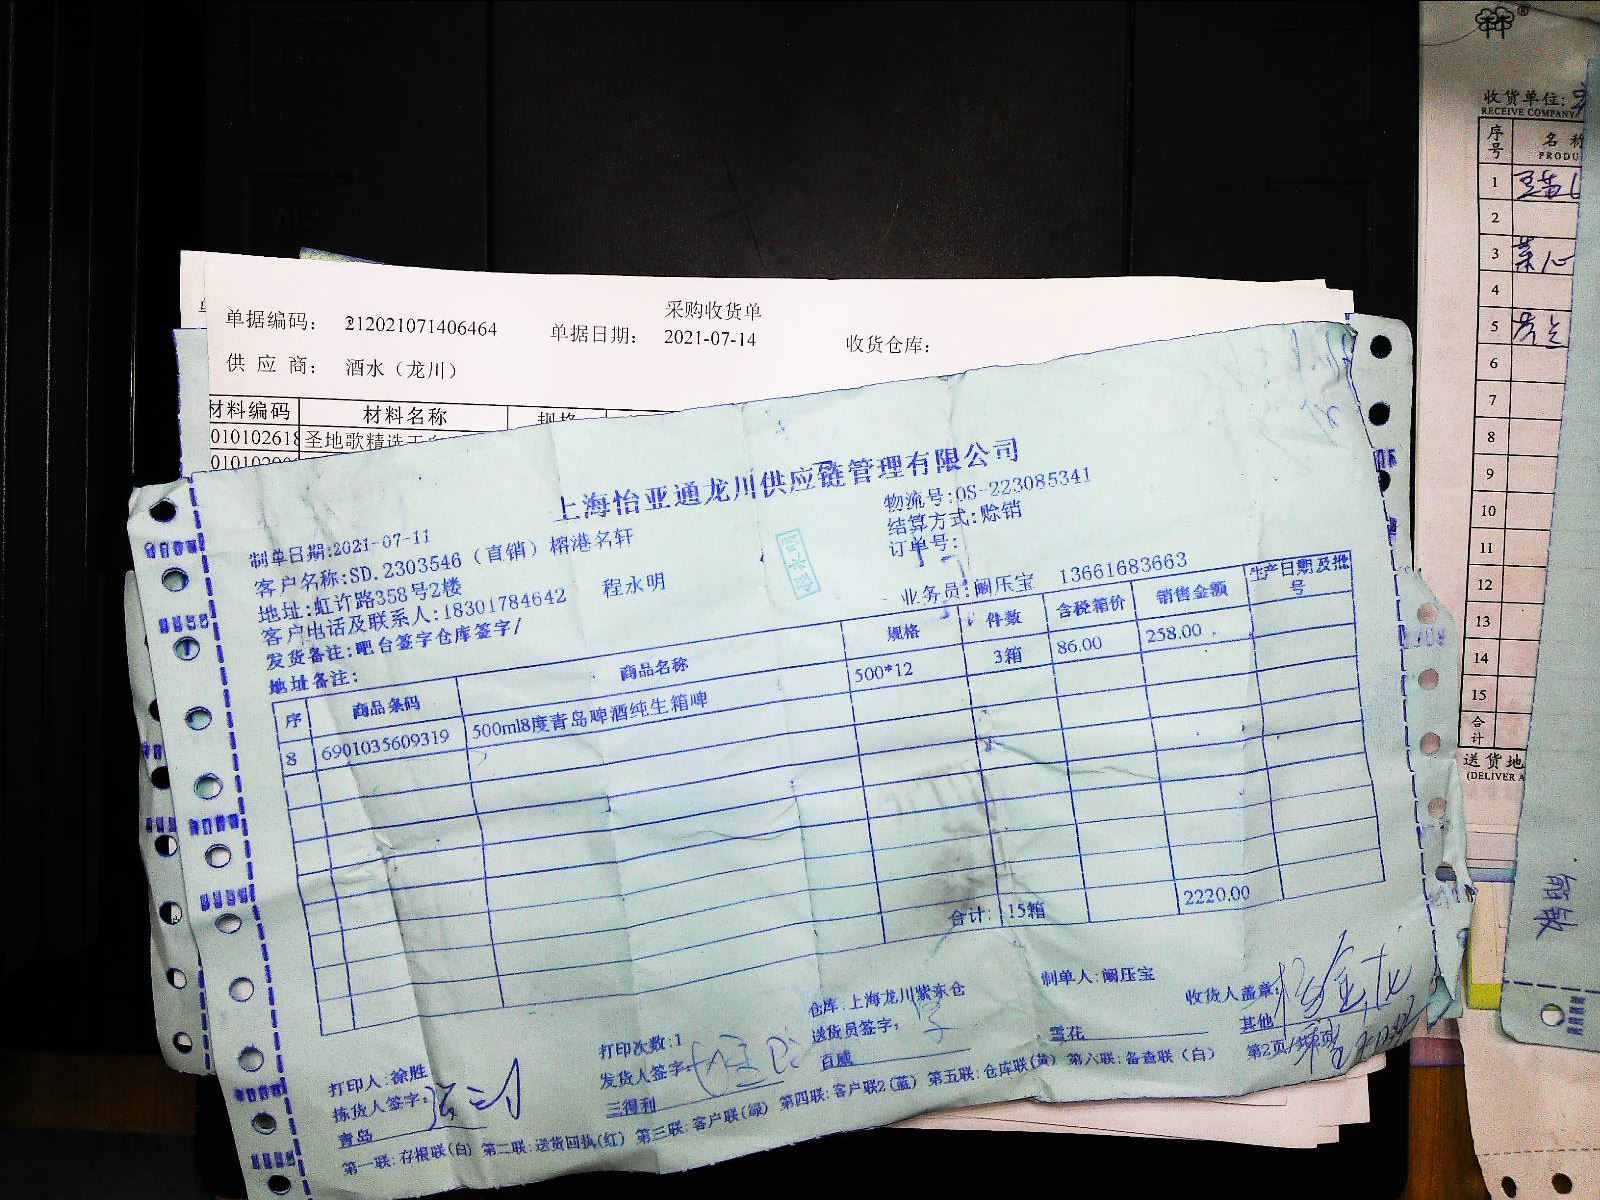 采购收货单
单据编码： 212021071406464 单据日期： 2021-07-14 收货仓库：
供 应 商： 酒水（龙川）
材料编码 材料名称 规格
010102618 圣地歌精选干
上海怡亚通龙川供应链管理有限公司
制单日期:2021-07-11 物流号:OS-223085341
客户名称:SD.2303546（直销）榕港名轩 结算方式:赊销
地址:虹许路358号2楼 订单号:
客户电话及联系人:18301784642 程永明 业务员:阚压宝 13661683663
发货备注:吧台签字仓库签字/
地址备注:
序 商品条码 商品名称 规格 件数 含税箱价 销售金额 生产日期及批号
8 6901035609319 500ml8度青岛啤酒纯生箱啤 500*12 3箱 86.00 258.00
合计: 15箱 2220.00
打印人:徐胜 打印次数:1 仓库:上海龙川紫东仓 制单人:阚压宝 收货人盖章:
拣货人签字: 发货人签字: 送货员签字: 其他
青岛 三得利 百威 雪花 第2页/共2页
第一联:存根联(白) 第二联:送货回执(红) 第三联:客户联(绿) 第四联:客户联2(蓝) 第五联:仓库联(黄) 第六联:备查联（白）
收货单位:
RECEIVE COMPANY
序号 名 称
PRODU
1
2
3 菜心
4
5
6
7
8
9
10
11
12
13
14
15
合计
送货地
(DELIVER A